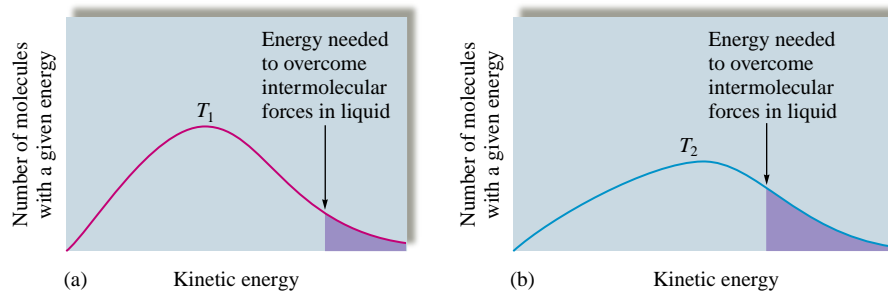 Number of molecules
with a given energy
Energy needed
to overcome
intermolecular
forces in liquid
T1
(a)
Kinetic energy
Number of molecules
with a given energy
Energy needed
to overcome
intermolecular
forces in liquid
T2
(b)
Kinetic energy